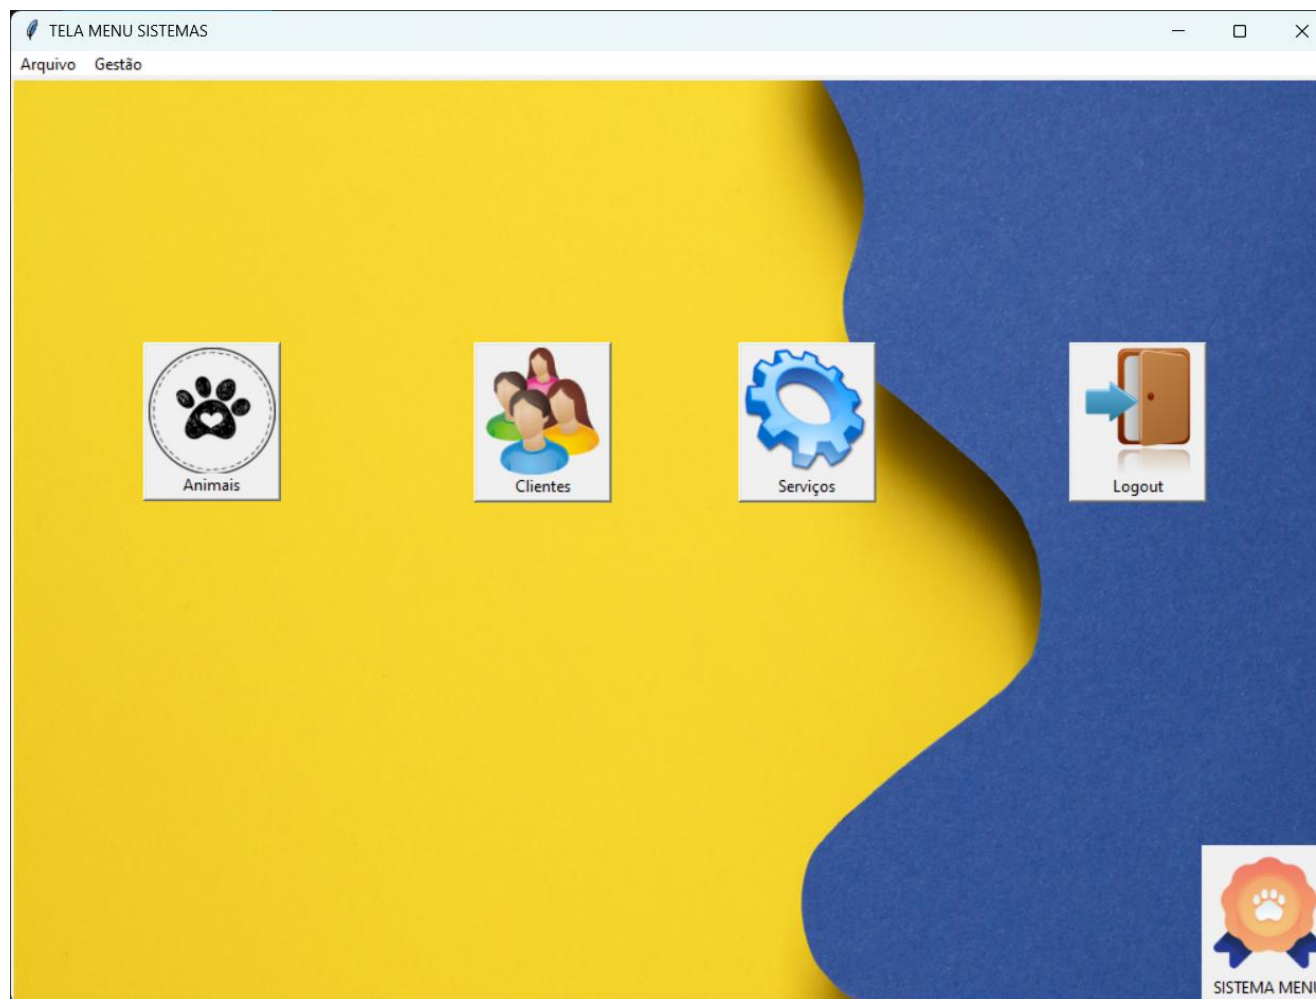 TELA MENU SISTEMAS
Arquivo Gestão
Animais
Clientes
Serviços
Logout
SISTEMA MENU